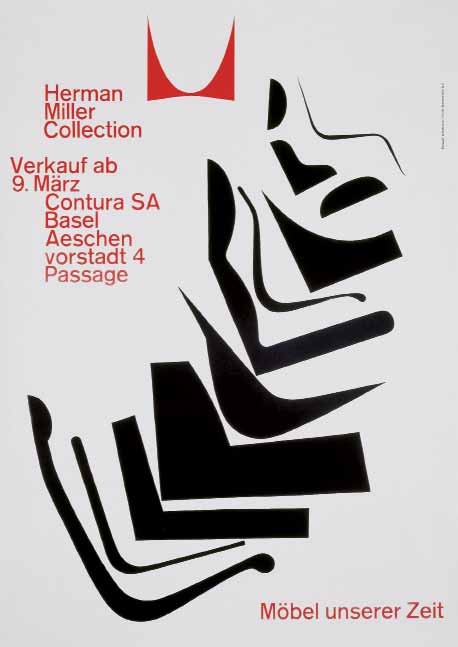 Herman
Miller
Collection
Verkauf ab
9. März
Contura SA
Basel
Aeschen
vorstadt 4
Passage
Möbel unserer Zeit